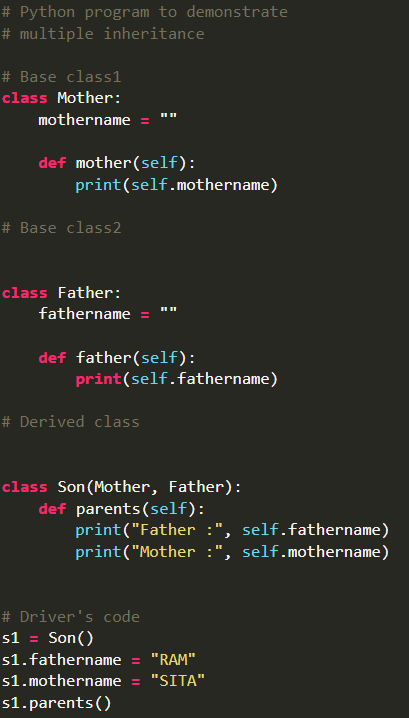 # Python program to demonstrate
# multiple inheritance
# Base class1
class Mother:
    mothername = ""
    def mother(self):
        print(self.mothername)
# Base class2
class Father:
    fathername = ""
    def father(self):
        print(self.fathername)
# Derived class
class Son(Mother, Father):
    def parents(self):
        print("Father :", self.fathername)
        print("Mother :", self.mothername)
# Driver's code
s1 = Son()
s1.fathername = "RAM"
s1.mothername = "SITA"
s1.parents()